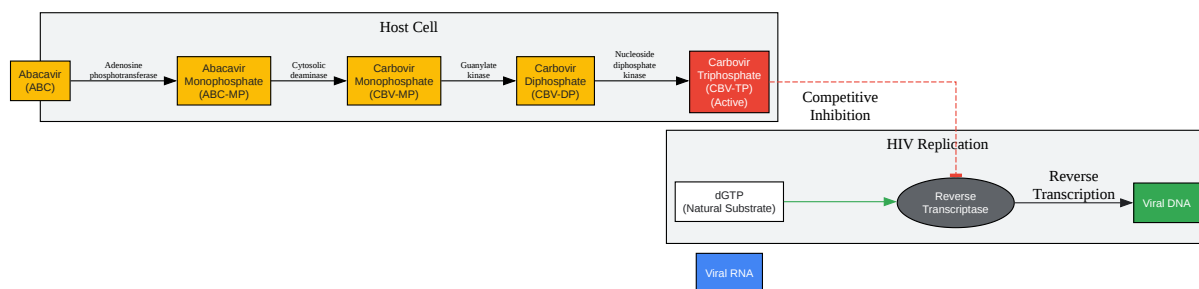 Host Cell
Abacavir
(ABC)
Adenosine
phosphotransferase
Abacavir
Monophosphate
(ABC-MP)
Cytosolic
deaminase
Carbovir
Monophosphate
(CBV-MP)
Guanylate
kinase
Carbovir
Diphosphate
(CBV-DP)
Nucleoside
diphosphate
kinase
Carbovir
Triphosphate
(CBV-TP)
(Active)
Competitive
Inhibition
HIV Replication
dGTP
(Natural Substrate)
Reverse
Transcriptase
Reverse
Transcription
Viral DNA
Viral RNA